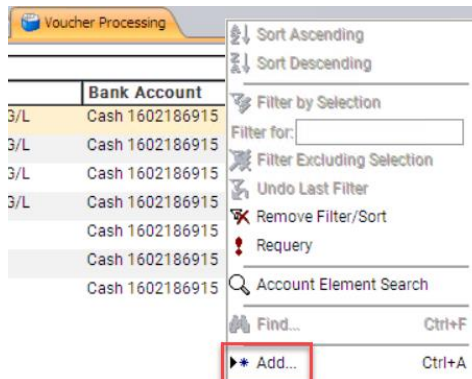 Voucher Processing
Sort Ascending
Sort Descending
Bank Account
Filter by Selection
G/L Cash 1602186915
Filter for:
G/L Cash 1602186915
Filter Excluding Selection
G/L Cash 1602186915
Undo Last Filter
G/L Cash 1602186915
Remove Filter/Sort
Cash 1602186915
Requery
Cash 1602186915
Cash 1602186915
Account Element Search
Find... Ctrl+F
Add... Ctrl+A